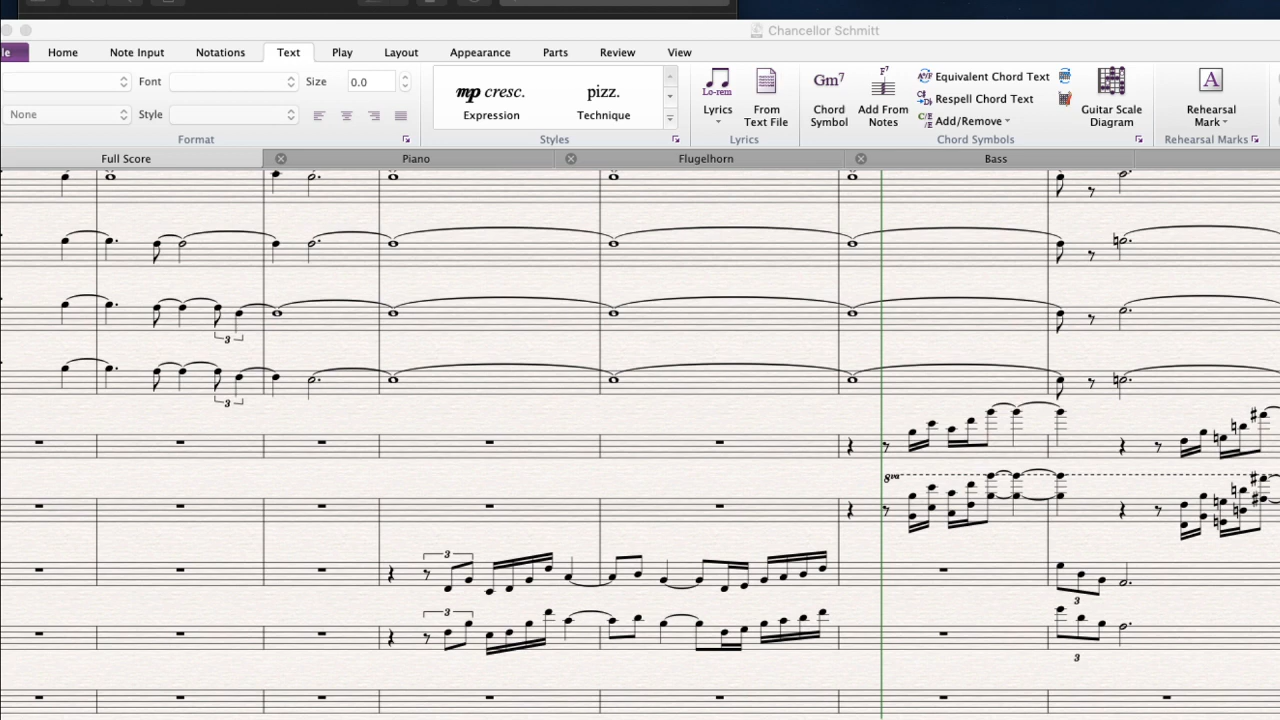 Chancellor Schmitt
le Home Note Input Notations Text Play Layout Appearance Parts Review View
Font Size 0.0
mp cresc. pizz.
Expression Technique
None Style
Format
Styles
Lo-rem
Lyrics
From Text File
Lyrics
Gm7
Chord Symbol
F7
Add From Notes
Equivalent Chord Text
Respell Chord Text
Add/Remove
Guitar Scale Diagram
Chord Symbols
A
Rehearsal Mark
Rehearsal Marks
Full Score Piano Flugelhorn Bass
3
3
8va
3
3
3
3